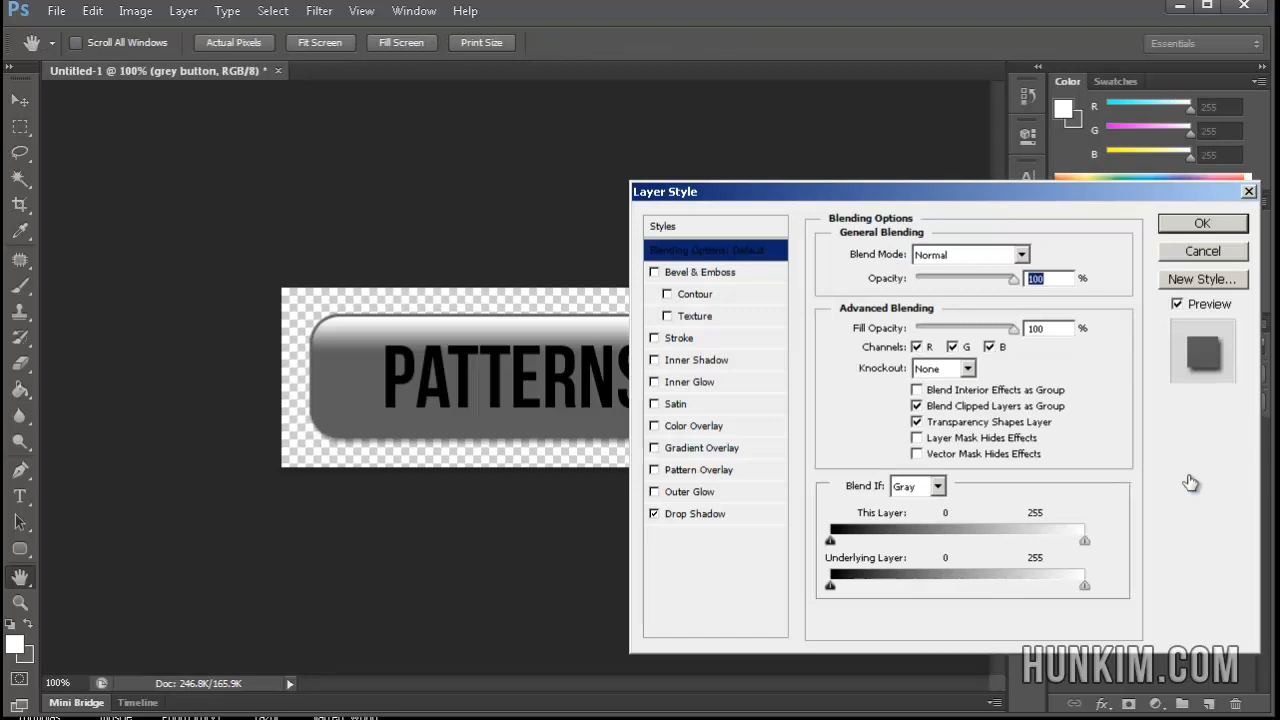 Ps File Edit Image Layer Type Select Filter View Window Help
Scroll All Windows Actual Pixels Fit Screen Fill Screen Print Size Essentials
Untitled-1 @ 100% (grey button, RGB/8) * ×
Color Swatches
R 255
G 255
B 255
Layer Style
Styles
Blending Options: Default
Bevel & Emboss
Contour
Texture
Stroke
Inner Shadow
Inner Glow
Satin
Color Overlay
Gradient Overlay
Pattern Overlay
Outer Glow
Drop Shadow
Blending Options
General Blending
Blend Mode: Normal
Opacity: 100 %
Advanced Blending
Fill Opacity: 100 %
Channels: R G B
Knockout: None
Blend Interior Effects as Group
Blend Clipped Layers as Group
Transparency Shapes Layer
Layer Mask Hides Effects
Vector Mask Hides Effects
Blend If: Gray
This Layer: 0 255
Underlying Layer: 0 255
OK
Cancel
New Style...
Preview
PATTERNS
HUNKIM.COM
100% Doc: 246.8K/165.9K
Mini Bridge Timeline